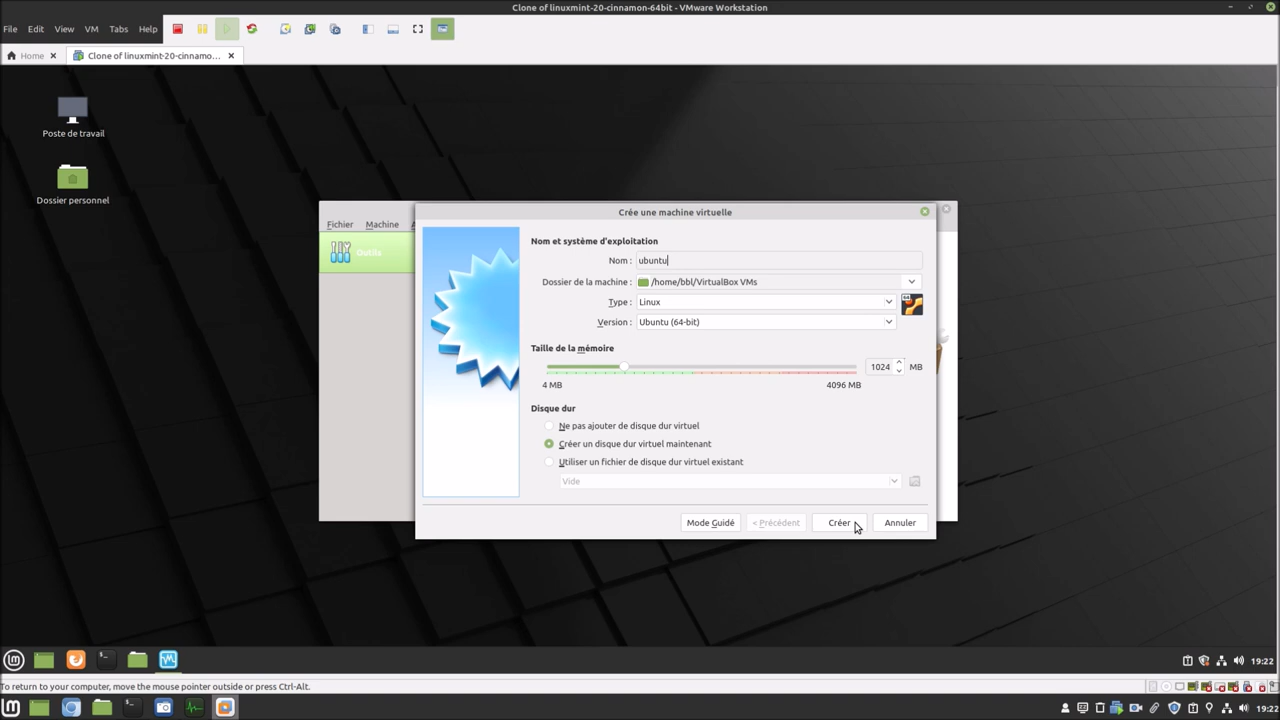 Clone of linuxmint-20-cinnamon-64bit - VMware Workstation
File Edit View VM Tabs Help
Home Clone of linuxmint-20-cinnamo...
Poste de travail
Dossier personnel
Fichier Machine
Outils
Crée une machine virtuelle
Nom et système d'exploitation
Nom : ubuntu
Dossier de la machine : /home/bbl/VirtualBox VMs
Type : Linux
64
Version : Ubuntu (64-bit)
Taille de la mémoire
1024 MB
4 MB 4096 MB
Disque dur
Ne pas ajouter de disque dur virtuel
Créer un disque dur virtuel maintenant
Utiliser un fichier de disque dur virtuel existant
Vide
Mode Guidé < Précédent Créer Annuler
19:22
To return to your computer, move the mouse pointer outside or press Ctrl-Alt.
19:22